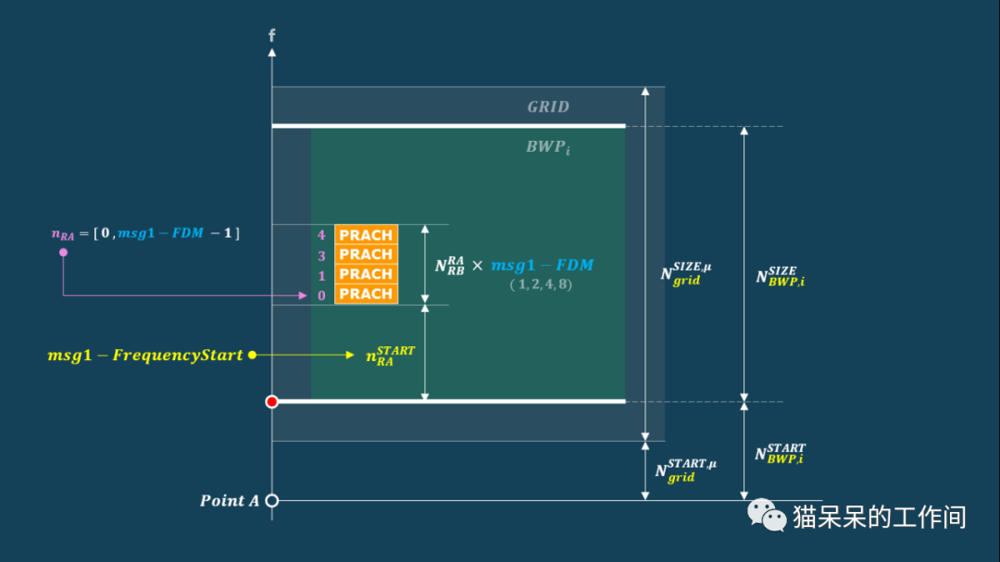 f
GRID
BWP_i
n_RA = [ 0 , msg1 − FDM − 1 ]
4 PRACH
3 PRACH
1 PRACH
0 PRACH
N_RB^RA × msg1 − FDM
( 1, 2, 4, 8 )
N_grid^SIZE,μ
N_BWP,i^SIZE
msg1 − FrequencyStart
n_RA^START
N_BWP,i^START
N_grid^START,μ
Point A
猫呆呆的工作间